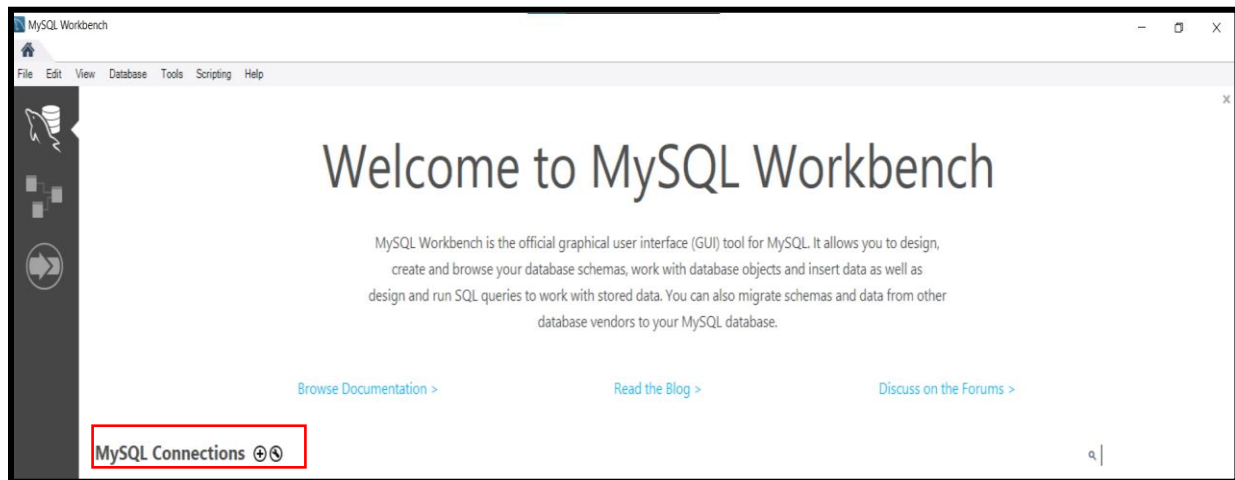 MySQL Workbench
File Edit View Database Tools Scripting Help
Welcome to MySQL Workbench
MySQL Workbench is the official graphical user interface (GUI) tool for MySQL. It allows you to design,
create and browse your database schemas, work with database objects and insert data as well as
design and run SQL queries to work with stored data. You can also migrate schemas and data from other
database vendors to your MySQL database.
Browse Documentation > Read the Blog > Discuss on the Forums >
MySQL Connections